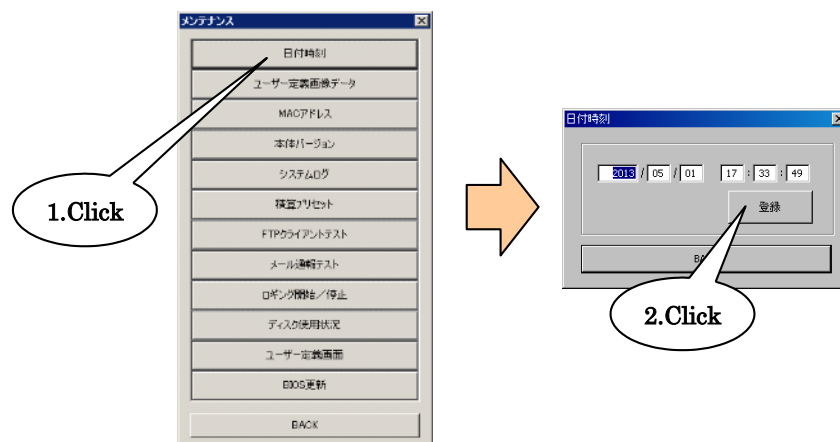 メンテナンス
日付時刻
ユーザー定義画像データ
MACアドレス
本体バージョン
システムログ
積算プリセット
FTPクライアントテスト
メール通報テスト
ロギング開始／停止
ディスク使用状況
ユーザー定義画面
BIOS更新
BACK
1.Click
日付時刻
2013 / 05 / 01 17 : 33 : 49
登録
2.Click